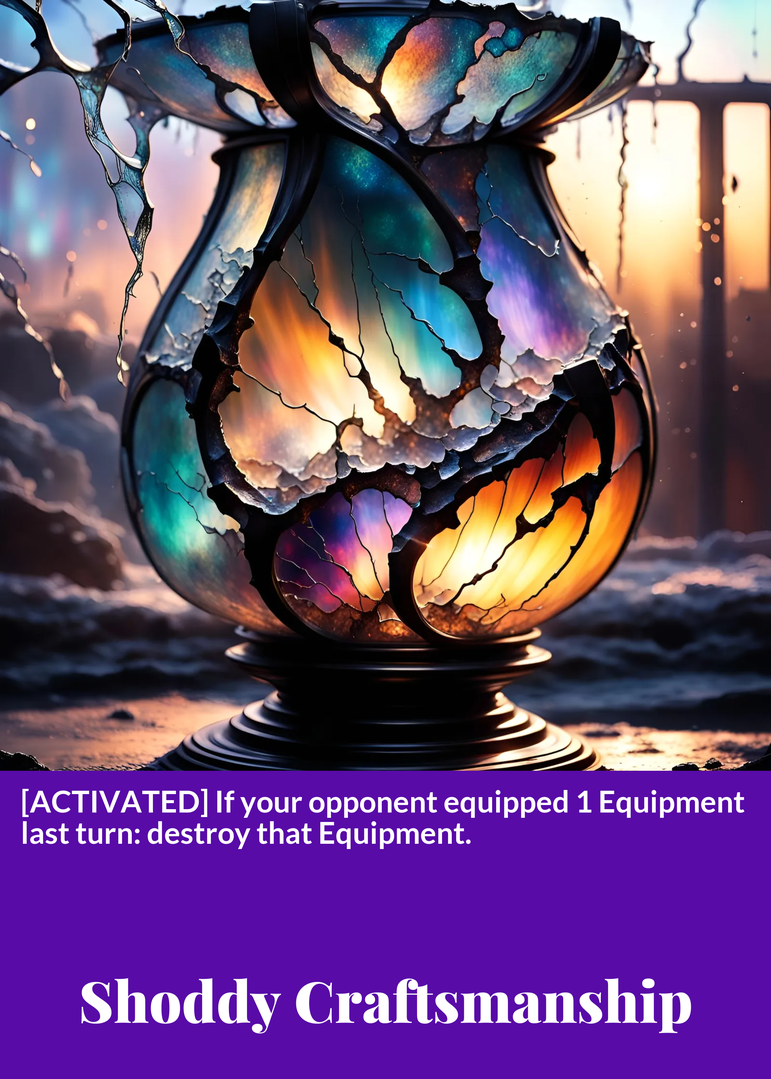 [ACTIVATED] If your opponent equipped 1 Equipment
last turn: destroy that Equipment.
Shoddy Craftsmanship